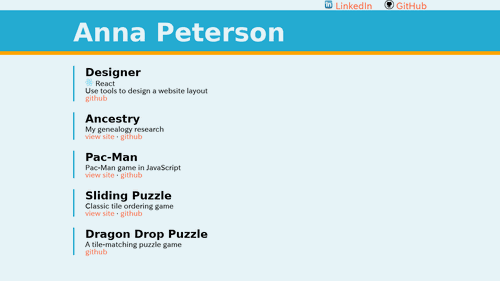 LinkedIn GitHub
Anna Peterson
Designer
React
Use tools to design a website layout
github
Ancestry
My genealogy research
view site • github
Pac-Man
Pac-Man game in JavaScript
view site • github
Sliding Puzzle
Classic tile ordering game
view site • github
Dragon Drop Puzzle
A tile-matching puzzle game
github